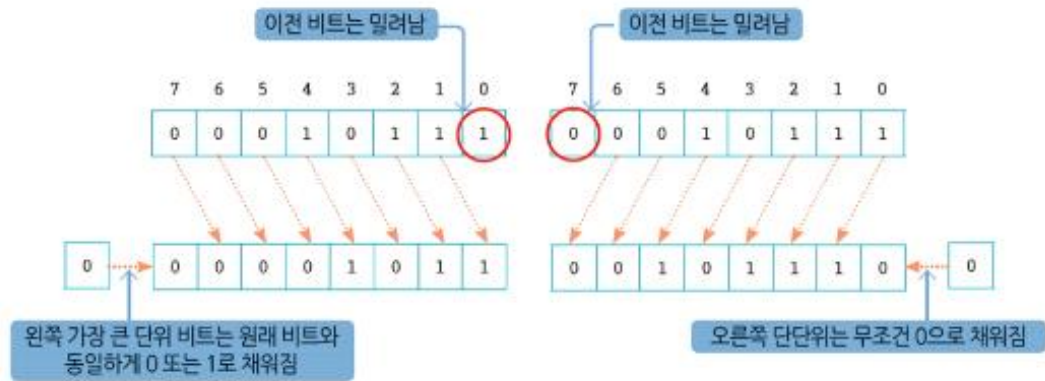 이전 비트는 밀려남
이전 비트는 밀려남
7 6 5 4 3 2 1 0
7 6 5 4 3 2 1 0
0 0 0 1 0 1 1 1
0 0 0 1 0 1 1 1
0
0 0 0 0 1 0 1 1
0 0 1 0 1 1 1 0
0
왼쪽 가장 큰 단위 비트는 원래 비트와
동일하게 0 또는 1로 채워짐
오른쪽 단단위는 무조건 0으로 채워짐